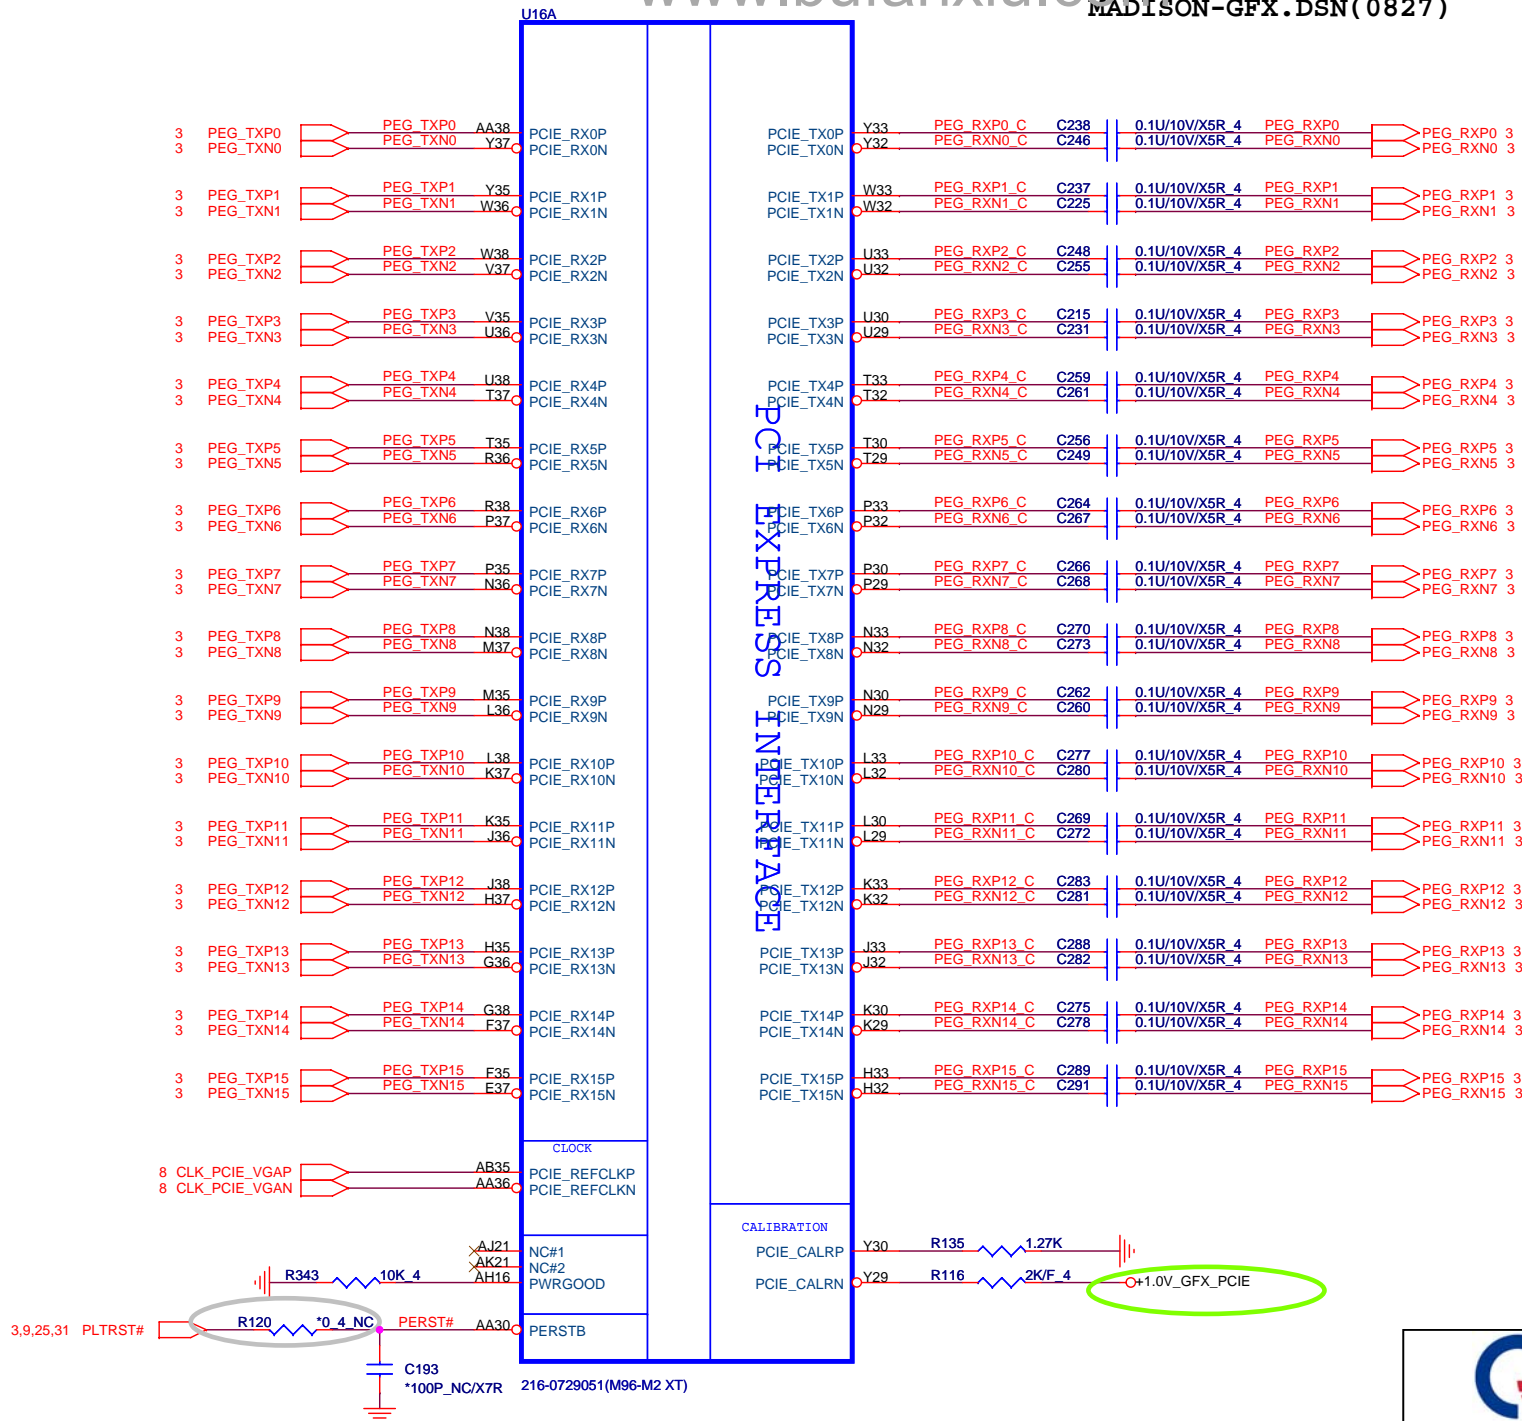 www.bufanxiu.com
MADISON-GFX.DSN(0827)
U16A
3 PEG_TXP0 PEG_TXP0 AA38 PCIE_RX0P PCIE_TX0P Y33 PEG_RXP0_C C238 0.1U/10V/X5R_4 PEG_RXP0 PEG_RXP0 3
3 PEG_TXN0 PEG_TXN0 Y37 PCIE_RX0N PCIE_TX0N Y32 PEG_RXN0_C C246 0.1U/10V/X5R_4 PEG_RXN0 PEG_RXN0 3
3 PEG_TXP1 PEG_TXP1 Y35 PCIE_RX1P PCIE_TX1P W33 PEG_RXP1_C C237 0.1U/10V/X5R_4 PEG_RXP1 PEG_RXP1 3
3 PEG_TXN1 PEG_TXN1 W36 PCIE_RX1N PCIE_TX1N W32 PEG_RXN1_C C225 0.1U/10V/X5R_4 PEG_RXN1 PEG_RXN1 3
3 PEG_TXP2 PEG_TXP2 W38 PCIE_RX2P PCIE_TX2P U33 PEG_RXP2_C C248 0.1U/10V/X5R_4 PEG_RXP2 PEG_RXP2 3
3 PEG_TXN2 PEG_TXN2 V37 PCIE_RX2N PCIE_TX2N U32 PEG_RXN2_C C255 0.1U/10V/X5R_4 PEG_RXN2 PEG_RXN2 3
3 PEG_TXP3 PEG_TXP3 V35 PCIE_RX3P PCIE_TX3P U30 PEG_RXP3_C C215 0.1U/10V/X5R_4 PEG_RXP3 PEG_RXP3 3
3 PEG_TXN3 PEG_TXN3 U36 PCIE_RX3N PCIE_TX3N U29 PEG_RXN3_C C231 0.1U/10V/X5R_4 PEG_RXN3 PEG_RXN3 3
3 PEG_TXP4 PEG_TXP4 U38 PCIE_RX4P PCIE_TX4P T33 PEG_RXP4_C C259 0.1U/10V/X5R_4 PEG_RXP4 PEG_RXP4 3
3 PEG_TXN4 PEG_TXN4 T37 PCIE_RX4N PCIE_TX4N T32 PEG_RXN4_C C261 0.1U/10V/X5R_4 PEG_RXN4 PEG_RXN4 3
PCI EXPRESS INTERFACE
3 PEG_TXP5 PEG_TXP5 T35 PCIE_RX5P PCIE_TX5P T30 PEG_RXP5_C C256 0.1U/10V/X5R_4 PEG_RXP5 PEG_RXP5 3
3 PEG_TXN5 PEG_TXN5 R36 PCIE_RX5N PCIE_TX5N T29 PEG_RXN5_C C249 0.1U/10V/X5R_4 PEG_RXN5 PEG_RXN5 3
3 PEG_TXP6 PEG_TXP6 R38 PCIE_RX6P PCIE_TX6P P33 PEG_RXP6_C C264 0.1U/10V/X5R_4 PEG_RXP6 PEG_RXP6 3
3 PEG_TXN6 PEG_TXN6 P37 PCIE_RX6N PCIE_TX6N P32 PEG_RXN6_C C267 0.1U/10V/X5R_4 PEG_RXN6 PEG_RXN6 3
3 PEG_TXP7 PEG_TXP7 P35 PCIE_RX7P PCIE_TX7P P30 PEG_RXP7_C C266 0.1U/10V/X5R_4 PEG_RXP7 PEG_RXP7 3
3 PEG_TXN7 PEG_TXN7 N36 PCIE_RX7N PCIE_TX7N P29 PEG_RXN7_C C268 0.1U/10V/X5R_4 PEG_RXN7 PEG_RXN7 3
3 PEG_TXP8 PEG_TXP8 N38 PCIE_RX8P PCIE_TX8P N33 PEG_RXP8_C C270 0.1U/10V/X5R_4 PEG_RXP8 PEG_RXP8 3
3 PEG_TXN8 PEG_TXN8 M37 PCIE_RX8N PCIE_TX8N N32 PEG_RXN8_C C273 0.1U/10V/X5R_4 PEG_RXN8 PEG_RXN8 3
3 PEG_TXP9 PEG_TXP9 M35 PCIE_RX9P PCIE_TX9P N30 PEG_RXP9_C C262 0.1U/10V/X5R_4 PEG_RXP9 PEG_RXP9 3
3 PEG_TXN9 PEG_TXN9 L36 PCIE_RX9N PCIE_TX9N N29 PEG_RXN9_C C260 0.1U/10V/X5R_4 PEG_RXN9 PEG_RXN9 3
3 PEG_TXP10 PEG_TXP10 L38 PCIE_RX10P PCIE_TX10P L33 PEG_RXP10_C C277 0.1U/10V/X5R_4 PEG_RXP10 PEG_RXP10 3
3 PEG_TXN10 PEG_TXN10 K37 PCIE_RX10N PCIE_TX10N L32 PEG_RXN10_C C280 0.1U/10V/X5R_4 PEG_RXN10 PEG_RXN10 3
3 PEG_TXP11 PEG_TXP11 K35 PCIE_RX11P PCIE_TX11P L30 PEG_RXP11_C C269 0.1U/10V/X5R_4 PEG_RXP11 PEG_RXP11 3
3 PEG_TXN11 PEG_TXN11 J36 PCIE_RX11N PCIE_TX11N L29 PEG_RXN11_C C272 0.1U/10V/X5R_4 PEG_RXN11 PEG_RXN11 3
3 PEG_TXP12 PEG_TXP12 J38 PCIE_RX12P PCIE_TX12P K33 PEG_RXP12_C C283 0.1U/10V/X5R_4 PEG_RXP12 PEG_RXP12 3
3 PEG_TXN12 PEG_TXN12 H37 PCIE_RX12N PCIE_TX12N K32 PEG_RXN12_C C281 0.1U/10V/X5R_4 PEG_RXN12 PEG_RXN12 3
3 PEG_TXP13 PEG_TXP13 H35 PCIE_RX13P PCIE_TX13P J33 PEG_RXP13_C C288 0.1U/10V/X5R_4 PEG_RXP13 PEG_RXP13 3
3 PEG_TXN13 PEG_TXN13 G36 PCIE_RX13N PCIE_TX13N J32 PEG_RXN13_C C282 0.1U/10V/X5R_4 PEG_RXN13 PEG_RXN13 3
3 PEG_TXP14 PEG_TXP14 G38 PCIE_RX14P PCIE_TX14P K30 PEG_RXP14_C C275 0.1U/10V/X5R_4 PEG_RXP14 PEG_RXP14 3
3 PEG_TXN14 PEG_TXN14 F37 PCIE_RX14N PCIE_TX14N K29 PEG_RXN14_C C278 0.1U/10V/X5R_4 PEG_RXN14 PEG_RXN14 3
3 PEG_TXP15 PEG_TXP15 F35 PCIE_RX15P PCIE_TX15P H33 PEG_RXP15_C C289 0.1U/10V/X5R_4 PEG_RXP15 PEG_RXP15 3
3 PEG_TXN15 PEG_TXN15 E37 PCIE_RX15N PCIE_TX15N H32 PEG_RXN15_C C291 0.1U/10V/X5R_4 PEG_RXN15 PEG_RXN15 3
CLOCK
8 CLK_PCIE_VGAP AB35 PCIE_REFCLKP
8 CLK_PCIE_VGAN AA36 PCIE_REFCLKN
CALIBRATION
AJ21 NC#1 PCIE_CALRP Y30 R135 1.27K
AK21 NC#2
R343 10K_4 AH16 PWRGOOD PCIE_CALRN Y29 R116 2K/F_4 +1.0V_GFX_PCIE
3,9,25,31 PLTRST# R120 *0_4_NC PERST# AA30 PERSTB
C193
*100P_NC/X7R
216-0729051(M96-M2 XT)